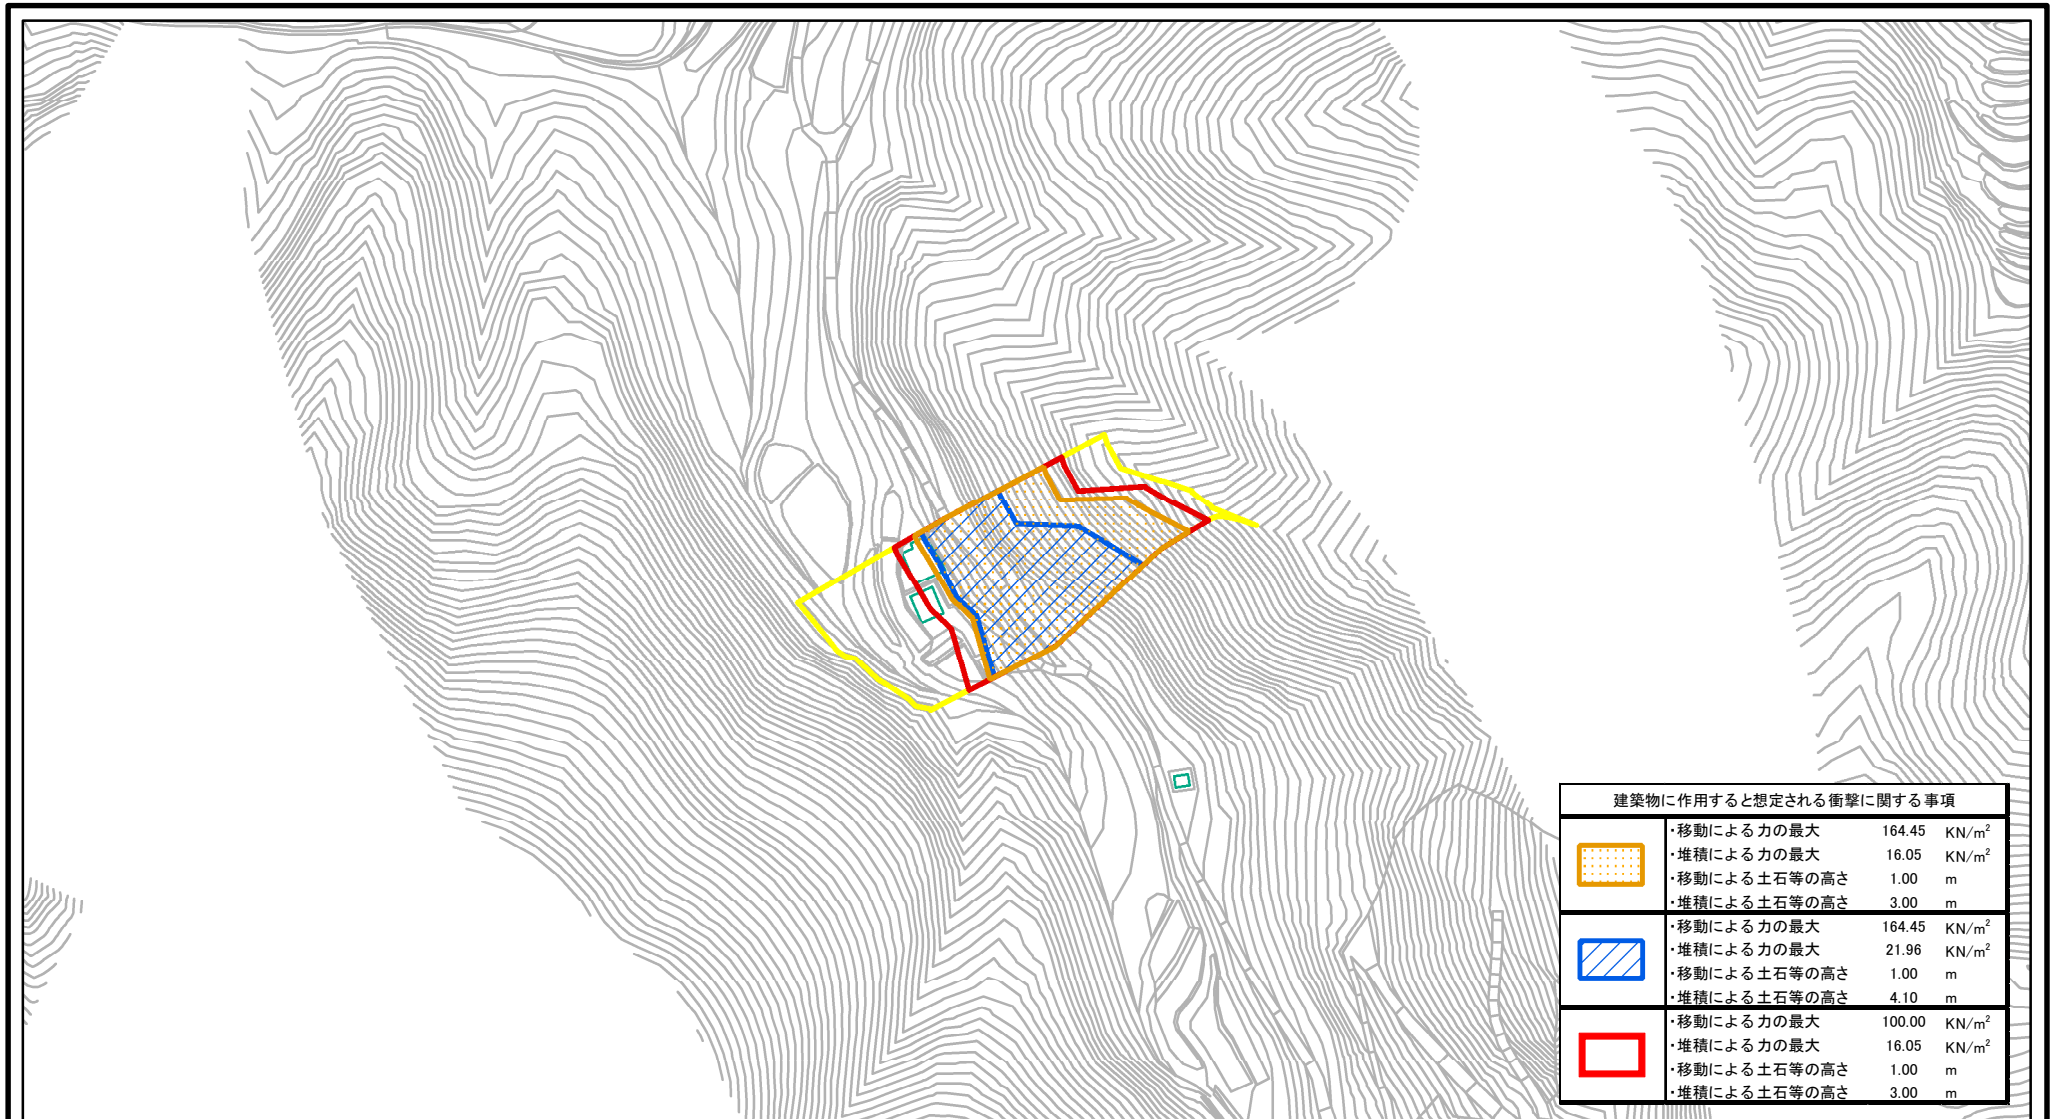 建築物に作用すると想定される衝撃に関する事項
・移動による力の最大 164.45 KN/m²
・堆積による力の最大 16.05 KN/m²
・移動による土石等の高さ 1.00 m
・堆積による土石等の高さ 3.00 m
・移動による力の最大 164.45 KN/m²
・堆積による力の最大 21.96 KN/m²
・移動による土石等の高さ 1.00 m
・堆積による土石等の高さ 4.10 m
・移動による力の最大 100.00 KN/m²
・堆積による力の最大 16.05 KN/m²
・移動による土石等の高さ 1.00 m
・堆積による土石等の高さ 3.00 m